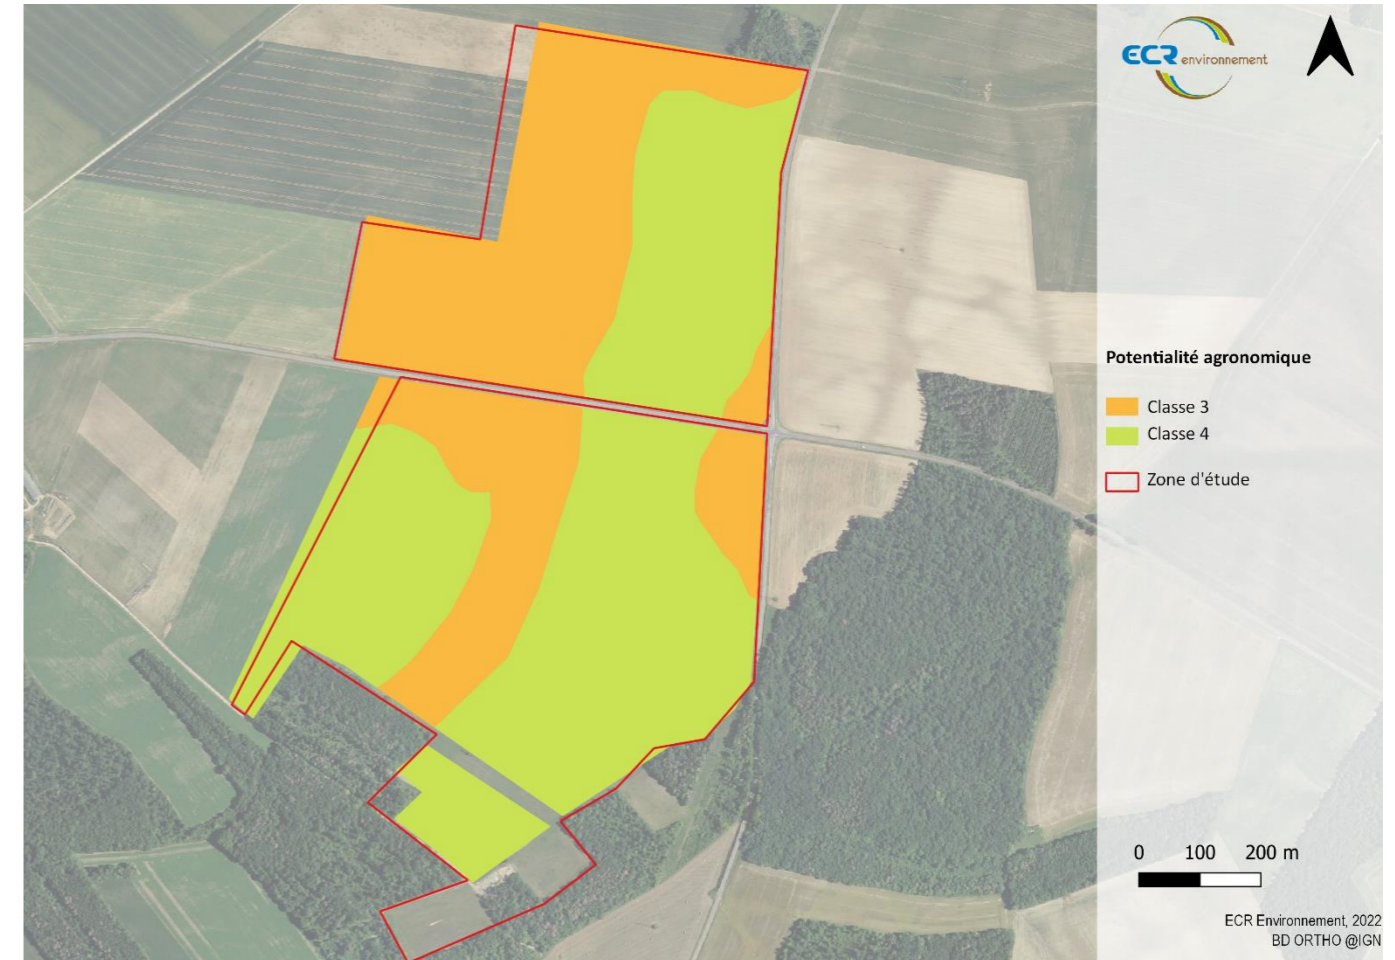 ECR environnement
Potentialité agronomique
Classe 3
Classe 4
Zone d'étude
0 100 200 m
ECR Environnement, 2022
BD ORTHO @IGN